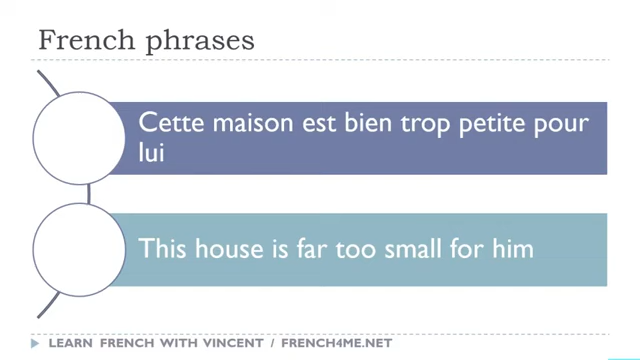 French phrases
Cette maison est bien trop petite pour
lui
This house is far too small for him
LEARN FRENCH WITH VINCENT / FRENCH4ME.NET